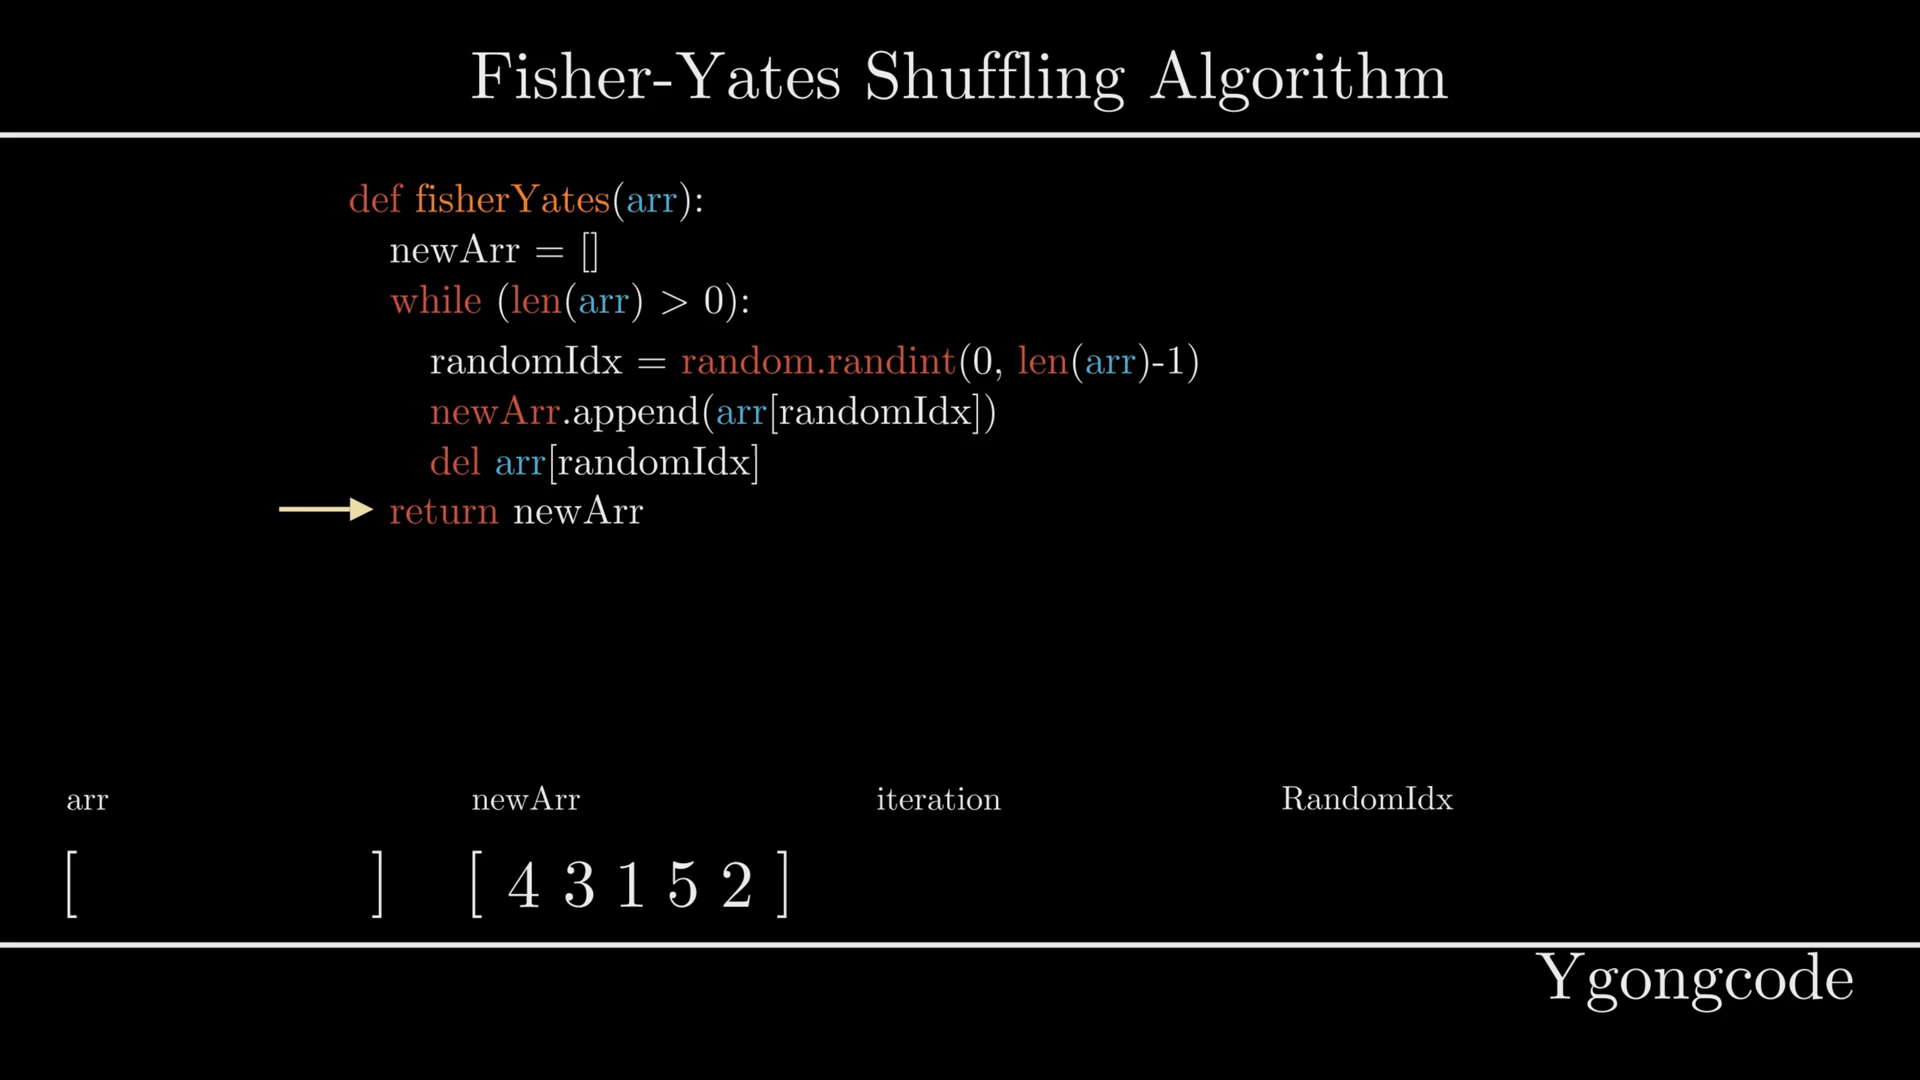 Fisher-Yates Shuffling Algorithm
def fisherYates(arr):
newArr = []
while (len(arr) > 0):
randomIdx = random.randint(0, len(arr)-1)
newArr.append(arr[randomIdx])
del arr[randomIdx]
return newArr
arr newArr iteration RandomIdx
[ ] [ 4 3 1 5 2 ]
Ygongcode